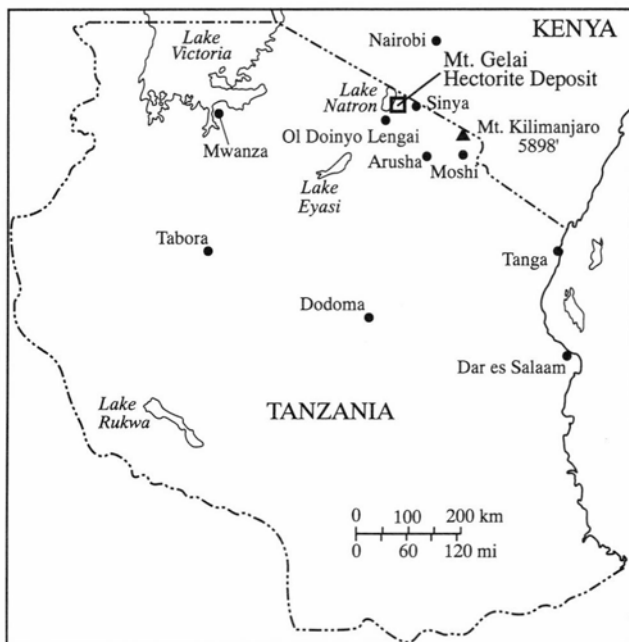 KENYA
Lake
Victoria
Nairobi
Mt. Gelai
Hectorite Deposit
Lake
Natron
Sinya
Ol Doinyo Lengai
Mt. Kilimanjaro
5898'
Mwanza
Arusha
Moshi
Lake
Eyasi
Tabora
Tanga
Dodoma
Dar es Salaam
Lake
Rukwa
TANZANIA
0 100 200 km
0 60 120 mi